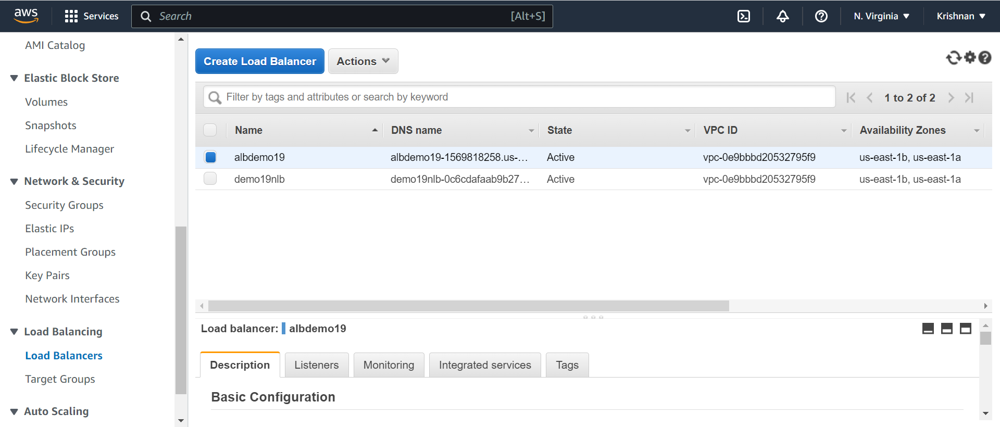 aws
Services
Search
[Alt+S]
N. Virginia
Krishnan
AMI Catalog
Elastic Block Store
Volumes
Snapshots
Lifecycle Manager
Network & Security
Security Groups
Elastic IPs
Placement Groups
Key Pairs
Network Interfaces
Load Balancing
Load Balancers
Target Groups
Auto Scaling
Create Load Balancer
Actions
Filter by tags and attributes or search by keyword
1 to 2 of 2
Name DNS name State VPC ID Availability Zones
albdemo19 albdemo19-1569818258.us-... Active vpc-0e9bbbd20532795f9 us-east-1b, us-east-1a
demo19nlb demo19nlb-0c6cdafaab9b27... Active vpc-0e9bbbd20532795f9 us-east-1b, us-east-1a
Load balancer: albdemo19
Description Listeners Monitoring Integrated services Tags
Basic Configuration